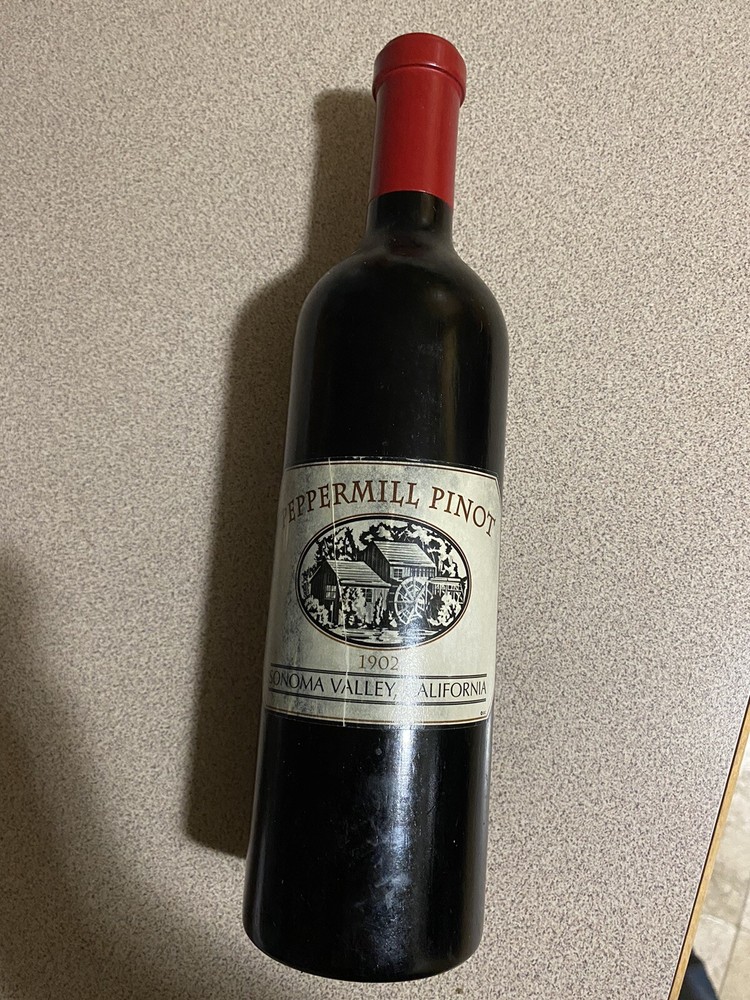 PEPPERMILL PINOT
1902
SONOMA VALLEY, CALIFORNIA